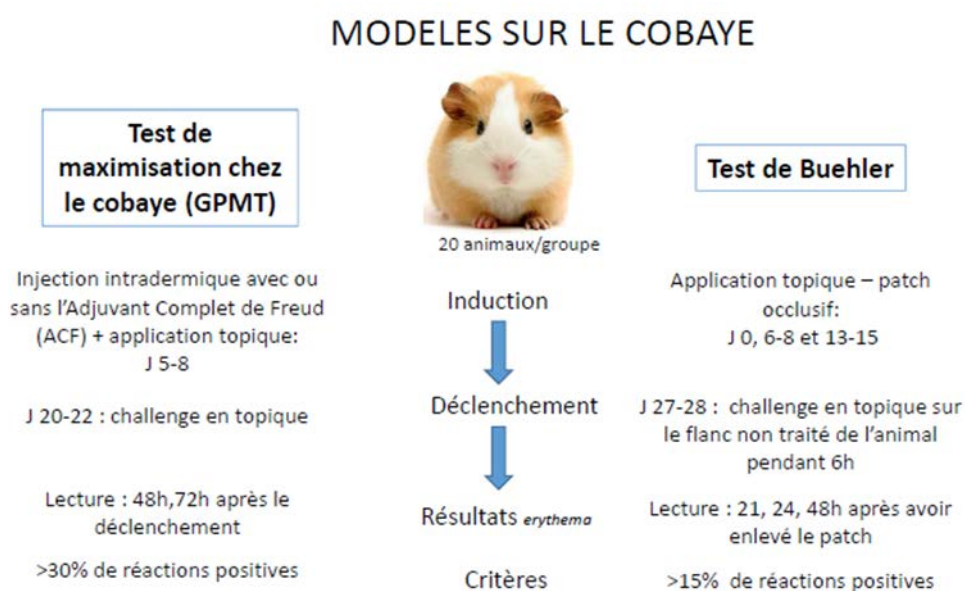 MODELES SUR LE COBAYE
Test de
maximisation chez
le cobaye (GPMT)
20 animaux/groupe
Test de Buehler
Injection intradermique avec ou
sans l’Adjuvant Complet de Freud
(ACF) + application topique:
J 5-8
Induction
Application topique – patch
occlusif:
J 0, 6-8 et 13-15
J 20-22 : challenge en topique
Déclenchement
J 27-28 : challenge en topique sur
le flanc non traité de l’animal
pendant 6h
Lecture : 48h,72h après le
déclenchement
Résultats erythema
Lecture : 21, 24, 48h après avoir
enlevé le patch
>30% de réactions positives
Critères
>15% de réactions positives